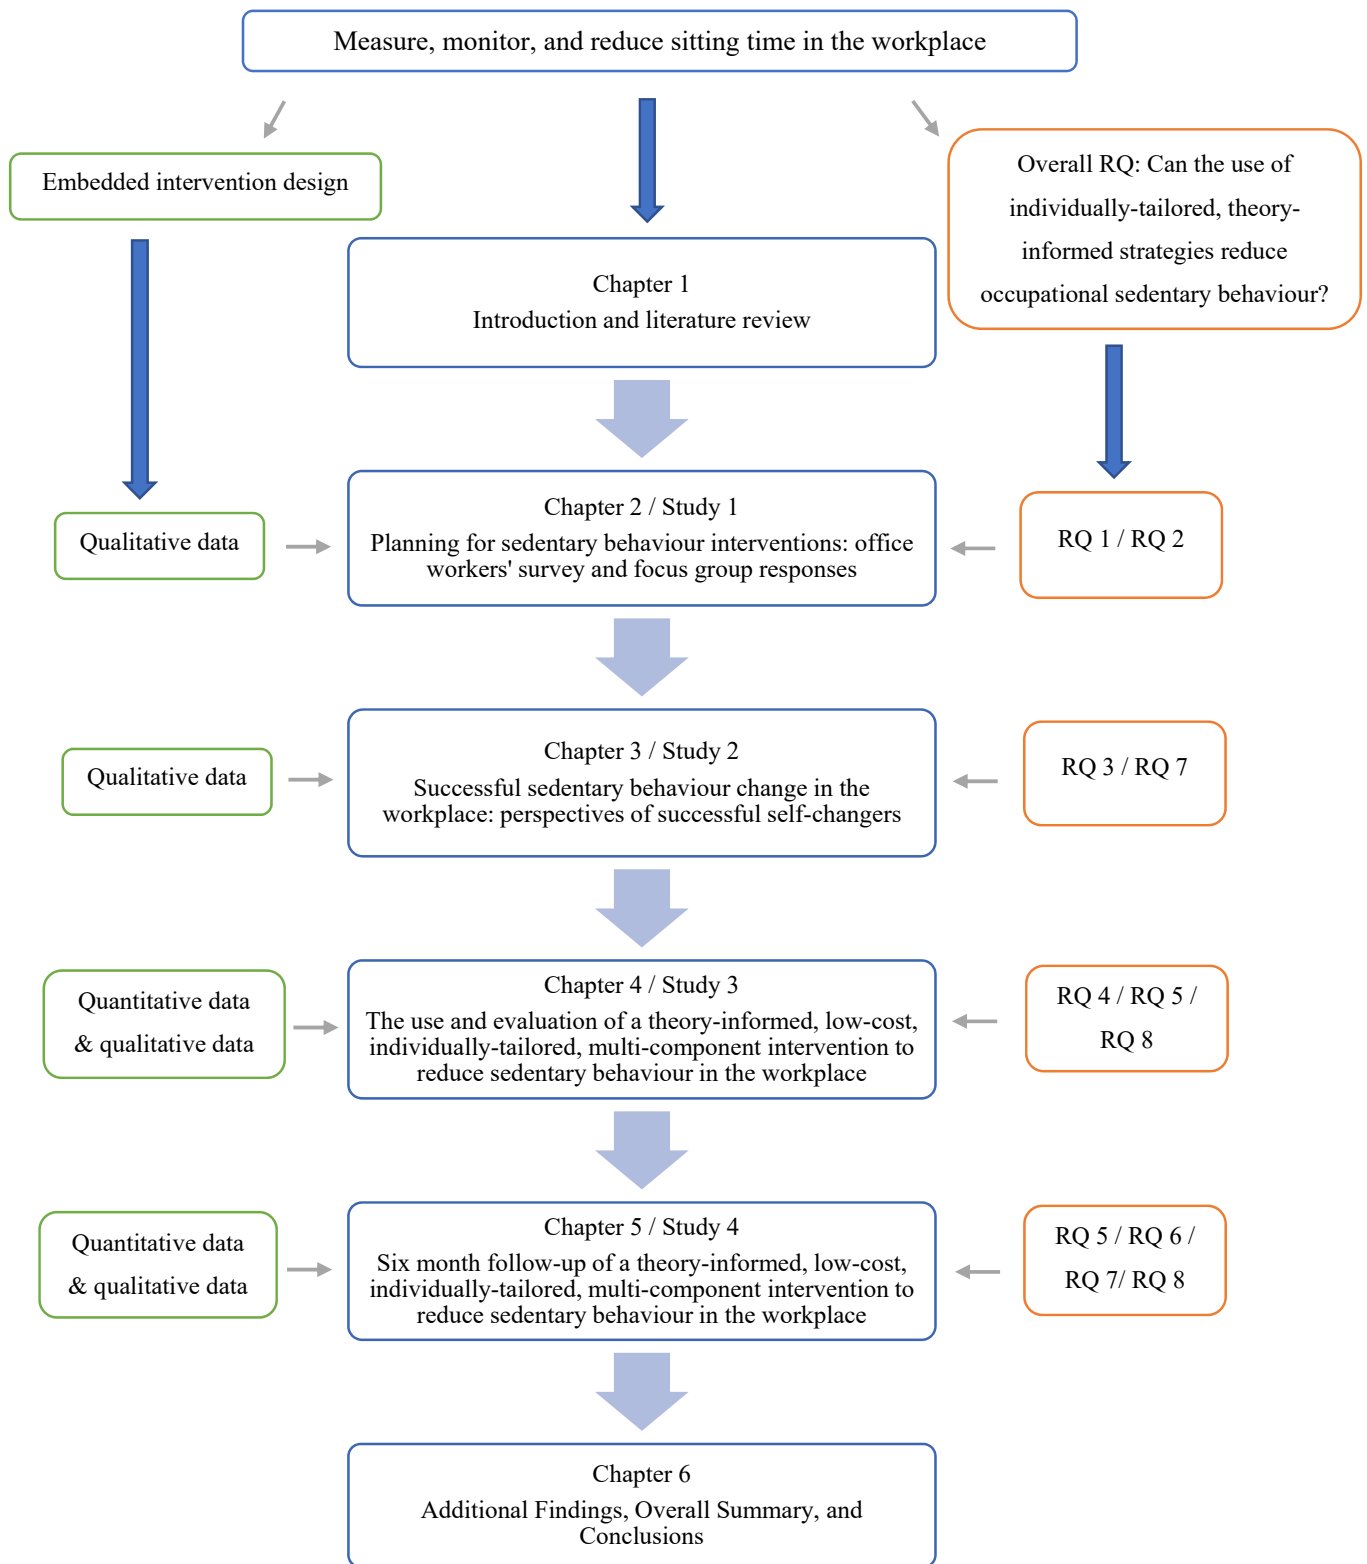 Measure, monitor, and reduce sitting time in the workplace
Embedded intervention design
Overall RQ: Can the use of
individually-tailored, theory-
informed strategies reduce
occupational sedentary behaviour?
Chapter 1
Introduction and literature review
Qualitative data
Chapter 2 / Study 1
Planning for sedentary behaviour interventions: office
workers' survey and focus group responses
RQ 1 / RQ 2
Qualitative data
Chapter 3 / Study 2
Successful sedentary behaviour change in the
workplace: perspectives of successful self-changers
RQ 3 / RQ 7
Quantitative data
& qualitative data
Chapter 4 / Study 3
The use and evaluation of a theory-informed, low-cost,
individually-tailored, multi-component intervention to
reduce sedentary behaviour in the workplace
RQ 4 / RQ 5 /
RQ 8
Quantitative data
& qualitative data
Chapter 5 / Study 4
Six month follow-up of a theory-informed, low-cost,
individually-tailored, multi-component intervention to
reduce sedentary behaviour in the workplace
RQ 5 / RQ 6 /
RQ 7/ RQ 8
Chapter 6
Additional Findings, Overall Summary, and
Conclusions